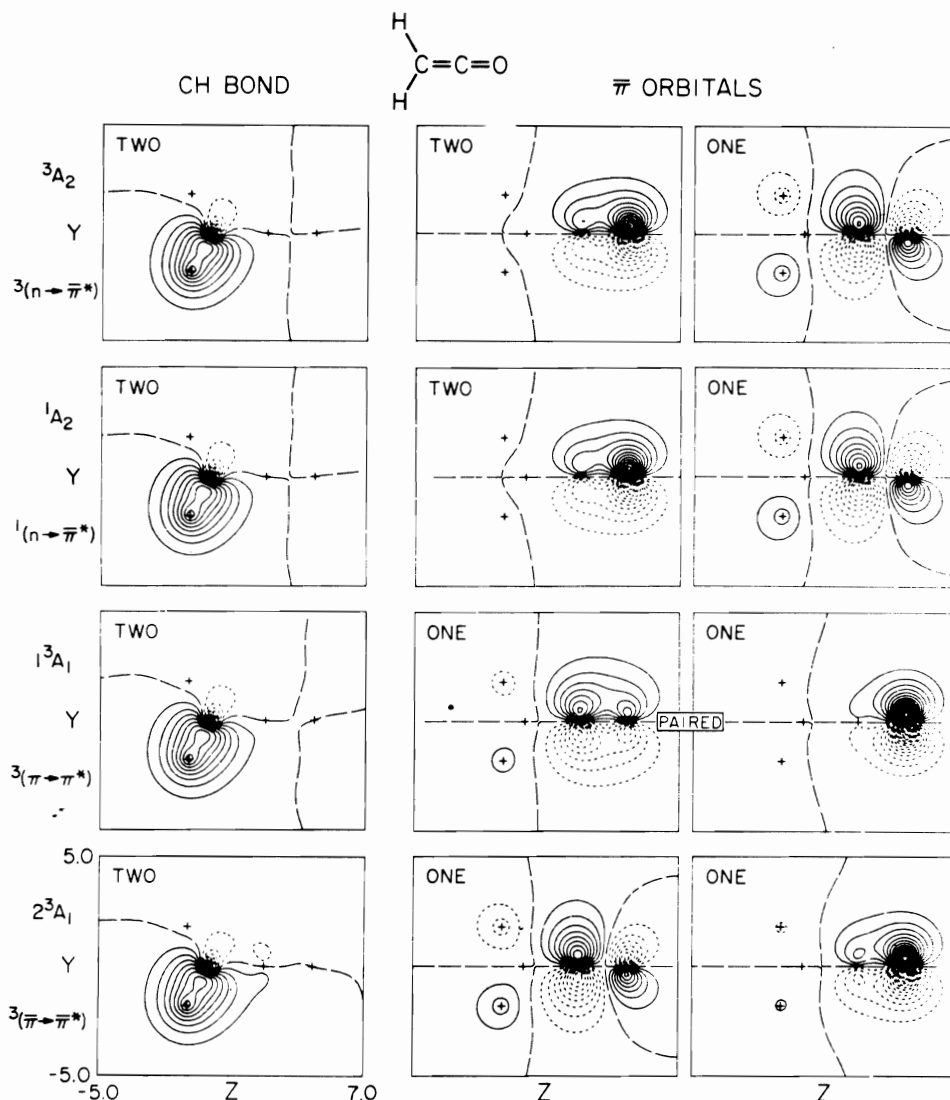 H
C=C=O
H
CH BOND
π̿ ORBITALS
³A₂
Y
³(n→π̿*)
TWO
TWO
ONE
¹A₂
Y
¹(n→π̿*)
TWO
TWO
ONE
1³A₁
Y
³(π→π*)
TWO
ONE
PAIRED
ONE
5.0
2³A₁
Y
³(π̿→π̿*)
-5.0
TWO
ONE
ONE
-5.0 Z 7.0
Z
Z